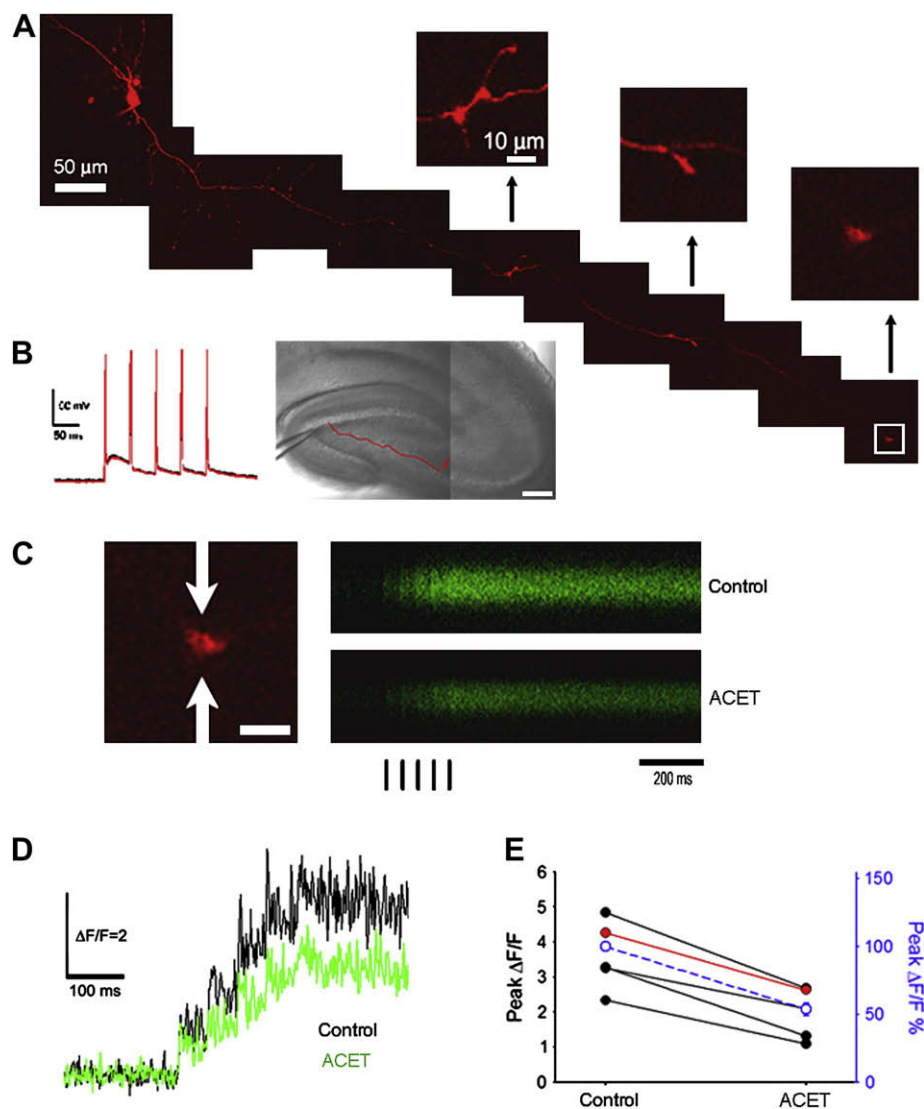 A
50 μm
10 μm
B
mV
50 ms
C
Control
ACET
200 ms
D
ΔF/F=2
100 ms
Control
ACET
E
Peak ΔF/F
6
5
4
3
2
1
0
Control
ACET
150
100
50
0
Peak ΔF/F %